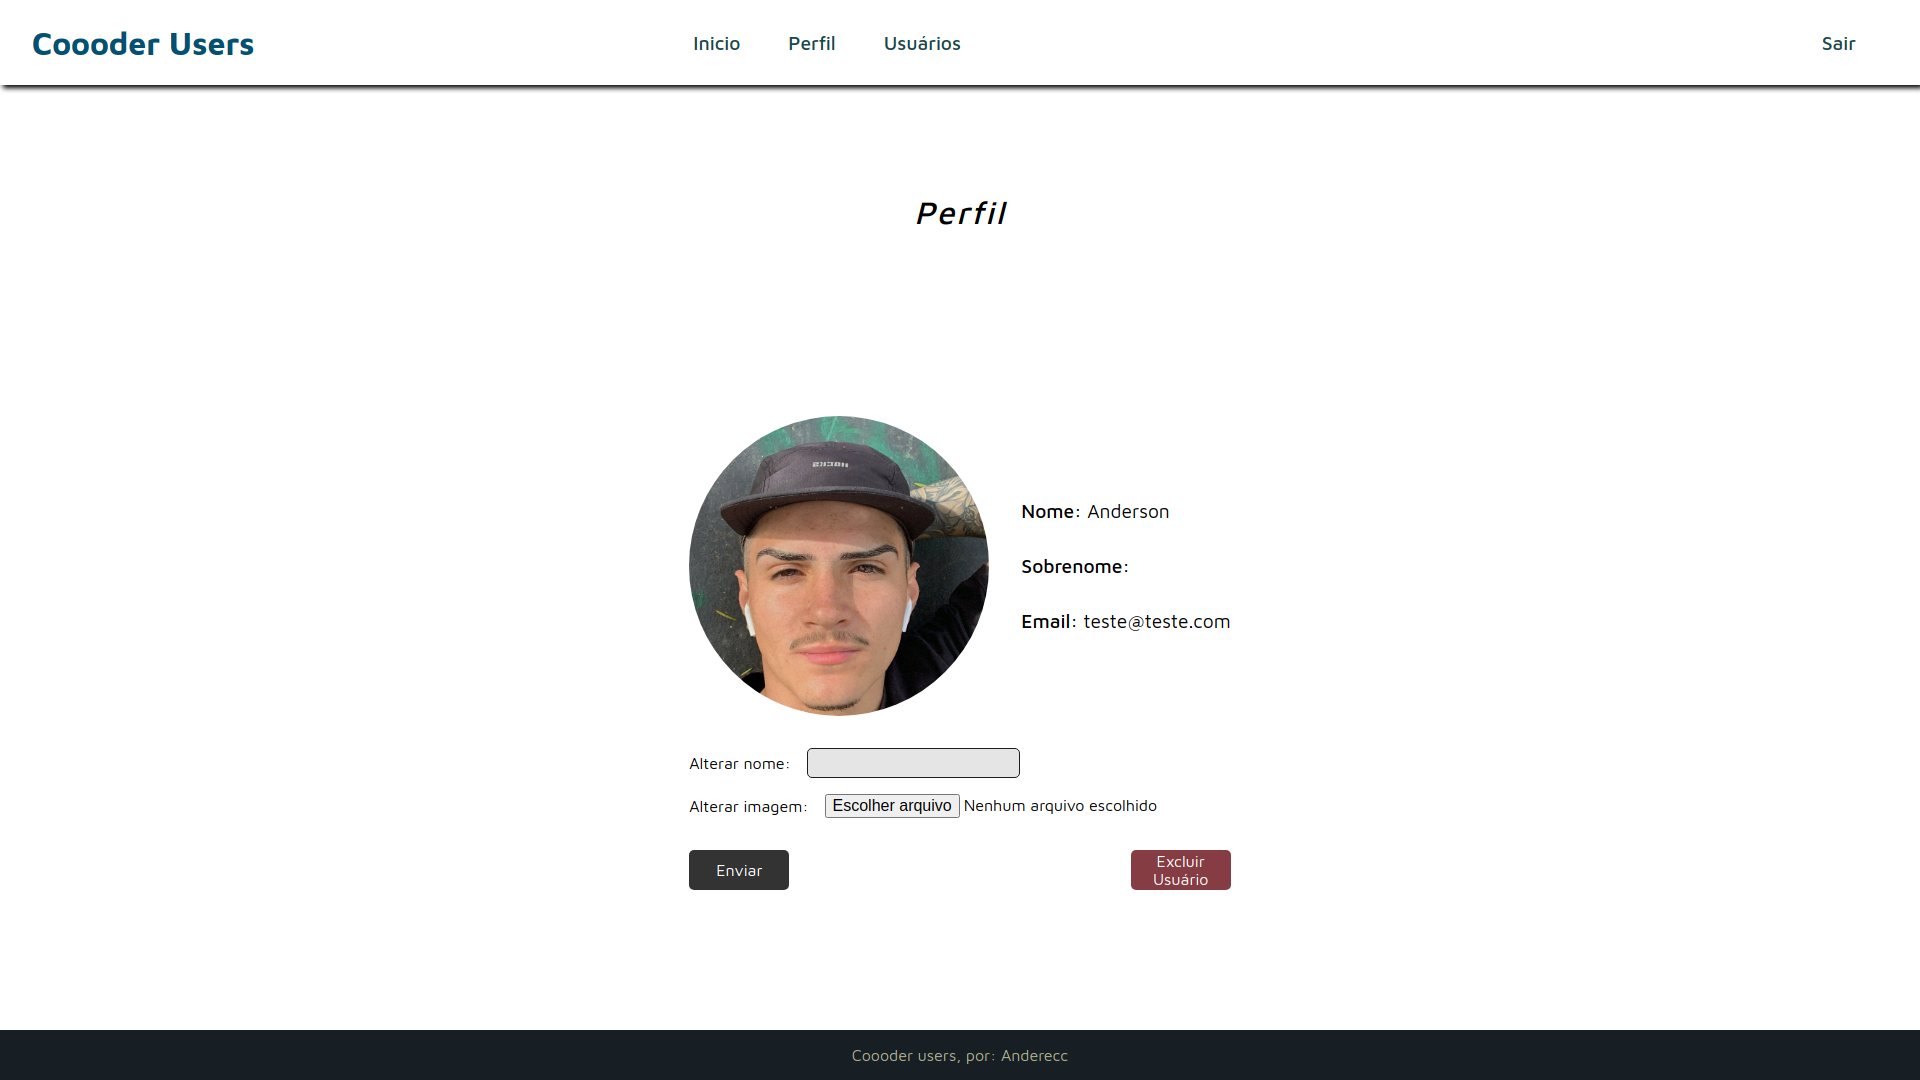 Coooder Users
Inicio Perfil Usuários Sair
Perfil
Nome: Anderson
Sobrenome:
Email: teste@teste.com
Alterar nome:
Alterar imagem: Escolher arquivo Nenhum arquivo escolhido
Enviar
Excluir
Usuário
Coooder users, por: Anderecc